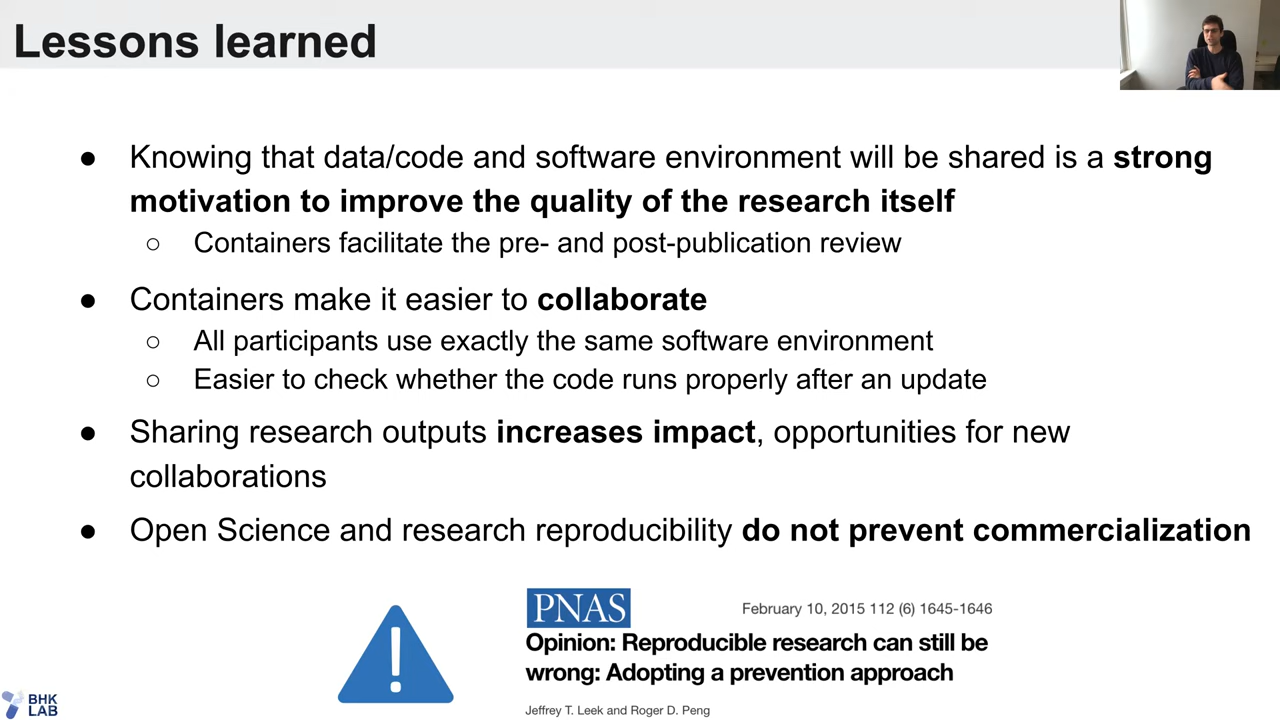 Lessons learned
● Knowing that data/code and software environment will be shared is a strong
motivation to improve the quality of the research itself
○ Containers facilitate the pre- and post-publication review
● Containers make it easier to collaborate
○ All participants use exactly the same software environment
○ Easier to check whether the code runs properly after an update
● Sharing research outputs increases impact, opportunities for new
collaborations
● Open Science and research reproducibility do not prevent commercialization
!
PNAS
February 10, 2015 112 (6) 1645-1646
Opinion: Reproducible research can still be
wrong: Adopting a prevention approach
Jeffrey T. Leek and Roger D. Peng
BHK
LAB